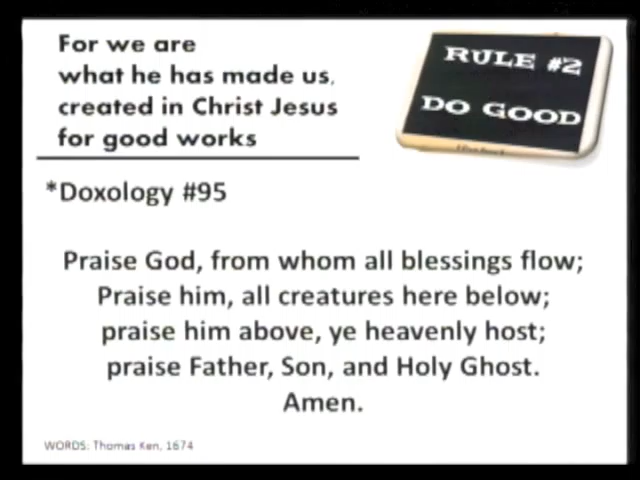 For we are
what he has made us,
created in Christ Jesus
for good works
RULE #2
DO GOOD
*Doxology #95
Praise God, from whom all blessings flow;
Praise him, all creatures here below;
praise him above, ye heavenly host;
praise Father, Son, and Holy Ghost.
Amen.
WORDS: Thomas Ken, 1674